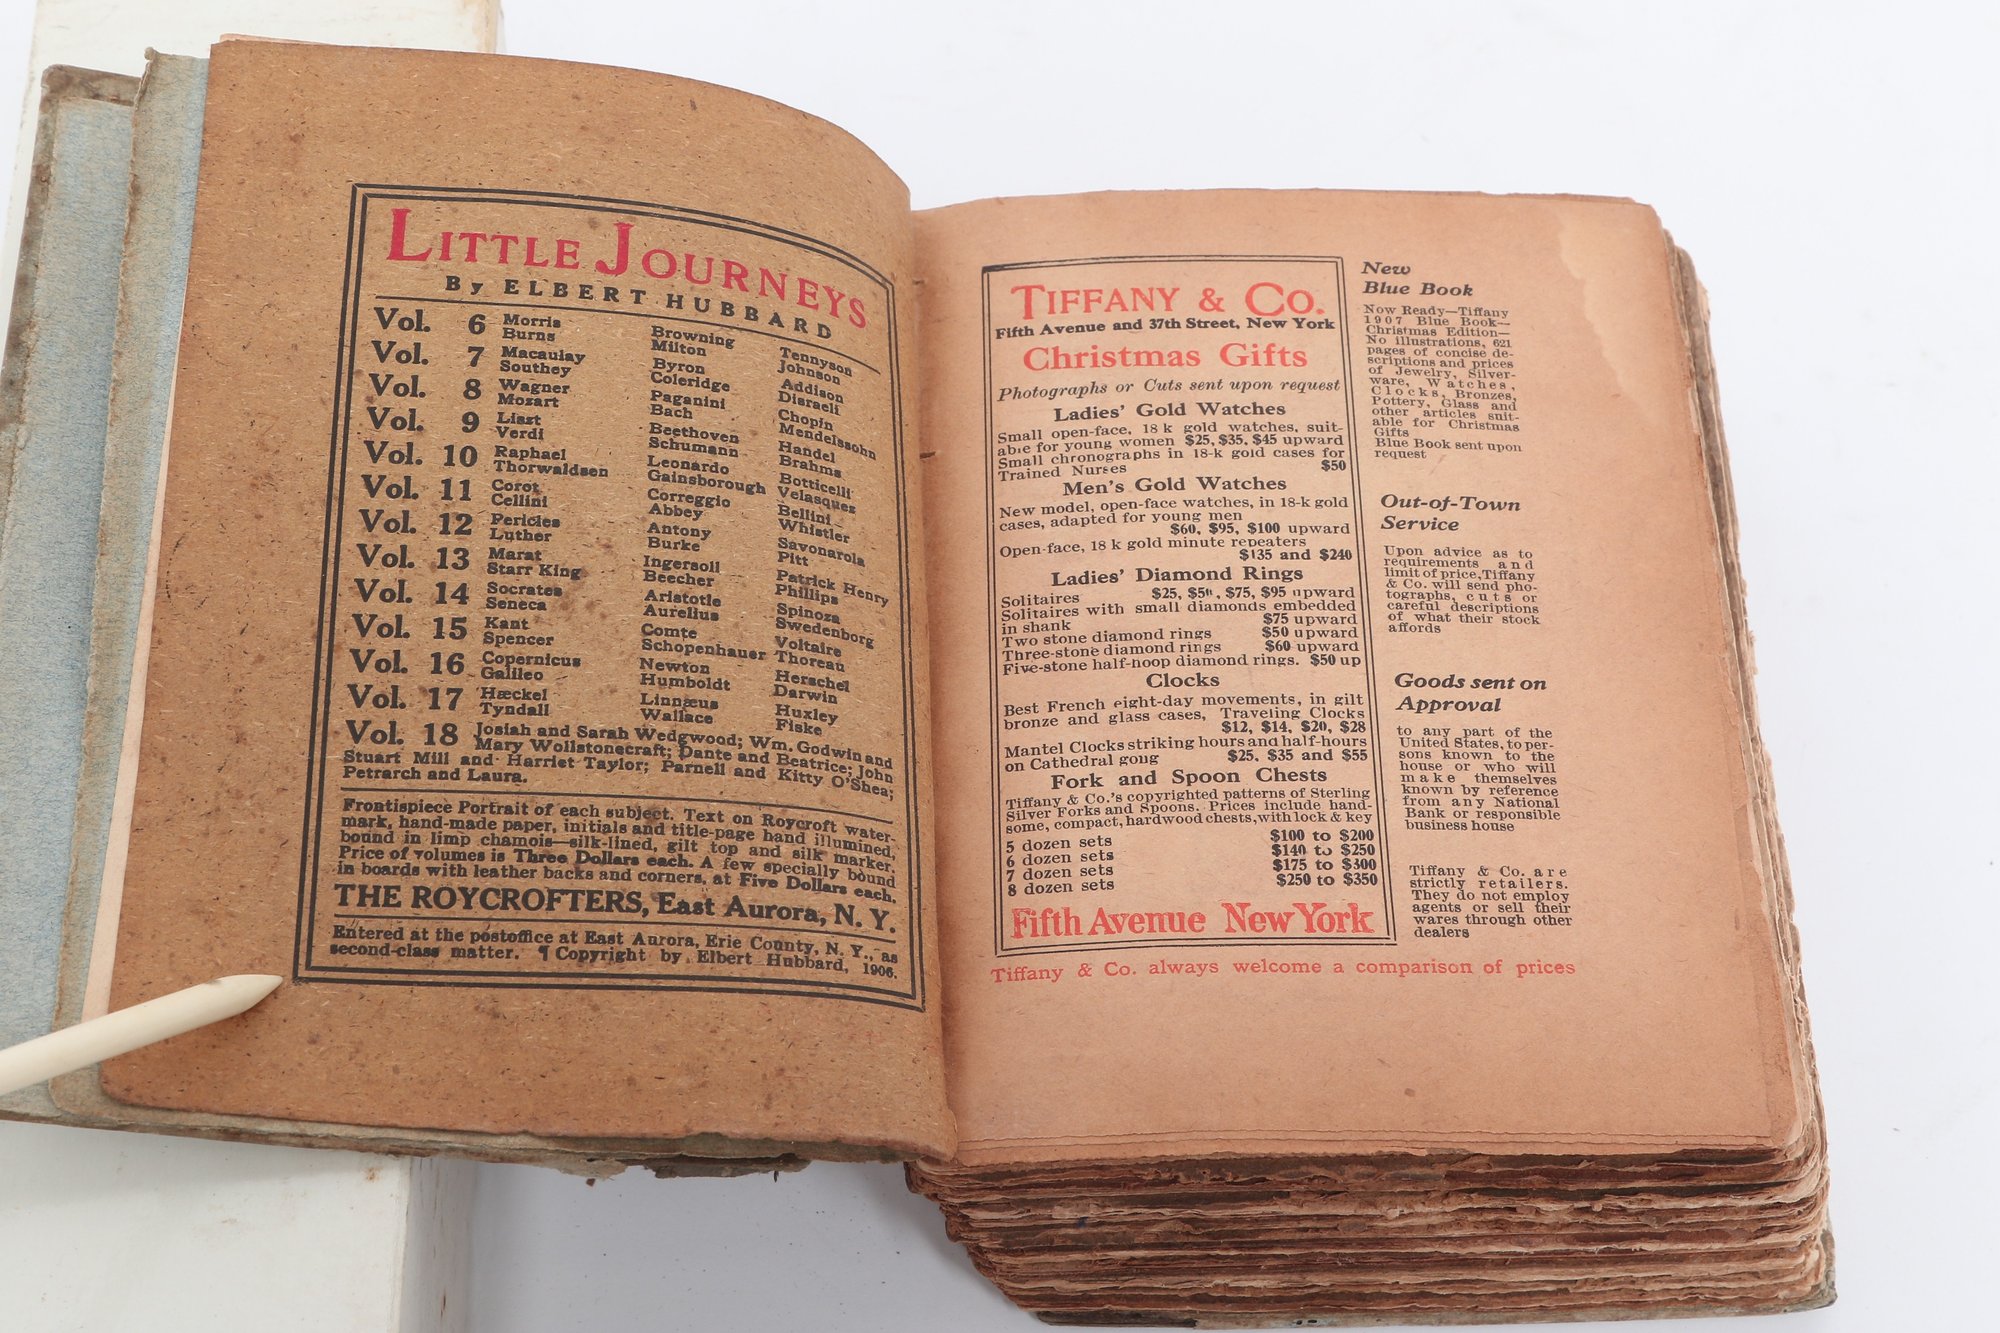 LITTLE JOURNEYS
By ELBERT HUBBARD
Vol. 6 Morris Browning Tennyson
Burns Milton Johnson
Vol. 7 Macaulay Byron Addison
Southey Coleridge Disraeli
Vol. 8 Wagner Paganini Chopin
Mozart Bach Mendelssohn
Vol. 9 Liszt Beethoven Handel
Verdi Schumann Brahms
Vol. 10 Raphael Leonardo Botticelli
Thorwaldsen Gainsborough Velasquez
Vol. 11 Corot Correggio Bellini
Cellini Abbey Whistler
Vol. 12 Pericles Antony Savonarola
Luther Burke Pitt
Vol. 13 Marat Ingersoll Patrick Henry
Starr King Beecher Phillips
Vol. 14 Socrates Aristotle Spinoza
Seneca Aurelius Swedenborg
Vol. 15 Kant Comte Voltaire
Spencer Schopenhauer Thoreau
Vol. 16 Copernicus Newton Herschel
Galileo Humboldt Darwin
Vol. 17 Hæckel Linnæus Huxley
Tyndall Wallace Fiske
Vol. 18 Josiah and Sarah Wedgwood; Wm. Godwin and
Mary Wollstonecraft; Dante and Beatrice; John
Stuart Mill and Harriet Taylor; Parnell and Kitty O'Shea;
Petrarch and Laura.
Frontispiece Portrait of each subject. Text on Roycroft water-
mark, hand-made paper, initials and title-page hand illumined,
bound in limp chamois—silk-lined, gilt top and silk marker.
Price of volumes is Three Dollars each. A few specially bound
in boards with leather backs and corners, at Five Dollars each.
THE ROYCROFTERS, East Aurora, N. Y.
Entered at the postoffice at East Aurora, Erie County, N. Y., as
second-class matter. ¶ Copyright by Elbert Hubbard, 1906.
TIFFANY & CO.
Fifth Avenue and 37th Street, New York
Christmas Gifts
Photographs or Cuts sent upon request
Ladies' Gold Watches
Small open-face, 18 k gold watches, suit-
able for young women $25, $35, $45 upward
Small chronographs in 18-k gold cases for
Trained Nurses $50
Men's Gold Watches
New model, open-face watches, in 18-k gold
cases, adapted for young men
$60, $95, $100 upward
Open-face, 18 k gold minute repeaters
$135 and $240
Ladies' Diamond Rings
Solitaires $25, $50, $75, $95 upward
Solitaires with small diamonds embedded
in shank $75 upward
Two stone diamond rings $50 upward
Three-stone diamond rings $60 upward
Five-stone half-hoop diamond rings. $50 up
Clocks
Best French eight-day movements, in gilt
bronze and glass cases, Traveling Clocks
$12, $14, $20, $28
Mantel Clocks striking hours and half-hours
on Cathedral gong $25, $35 and $55
Fork and Spoon Chests
Tiffany & Co.'s copyrighted patterns of Sterling
Silver Forks and Spoons. Prices include hand-
some, compact, hardwood chests, with lock & key
5 dozen sets $100 to $200
6 dozen sets $140 to $250
7 dozen sets $175 to $300
8 dozen sets $250 to $350
Fifth Avenue New York
Tiffany & Co. always welcome a comparison of prices
New
Blue Book
Now Ready—Tiffany
1907 Blue Book—
Christmas Edition—
No illustrations, 621
pages of concise de-
scriptions and prices
of Jewelry, Silver-
ware, Watches,
Clocks, Bronzes,
Pottery, Glass and
other articles suit-
able for Christmas
Gifts
Blue Book sent upon
request
Out-of-Town
Service
Upon advice as to
requirements and
limit of price, Tiffany
& Co. will send pho-
tographs, cuts or
careful descriptions
of what their stock
affords
Goods sent on
Approval
to any part of the
United States, to per-
sons known to the
house or who will
make themselves
known by reference
from any National
Bank or responsible
business house
Tiffany & Co. are
strictly retailers.
They do not employ
agents or sell their
wares through other
dealers